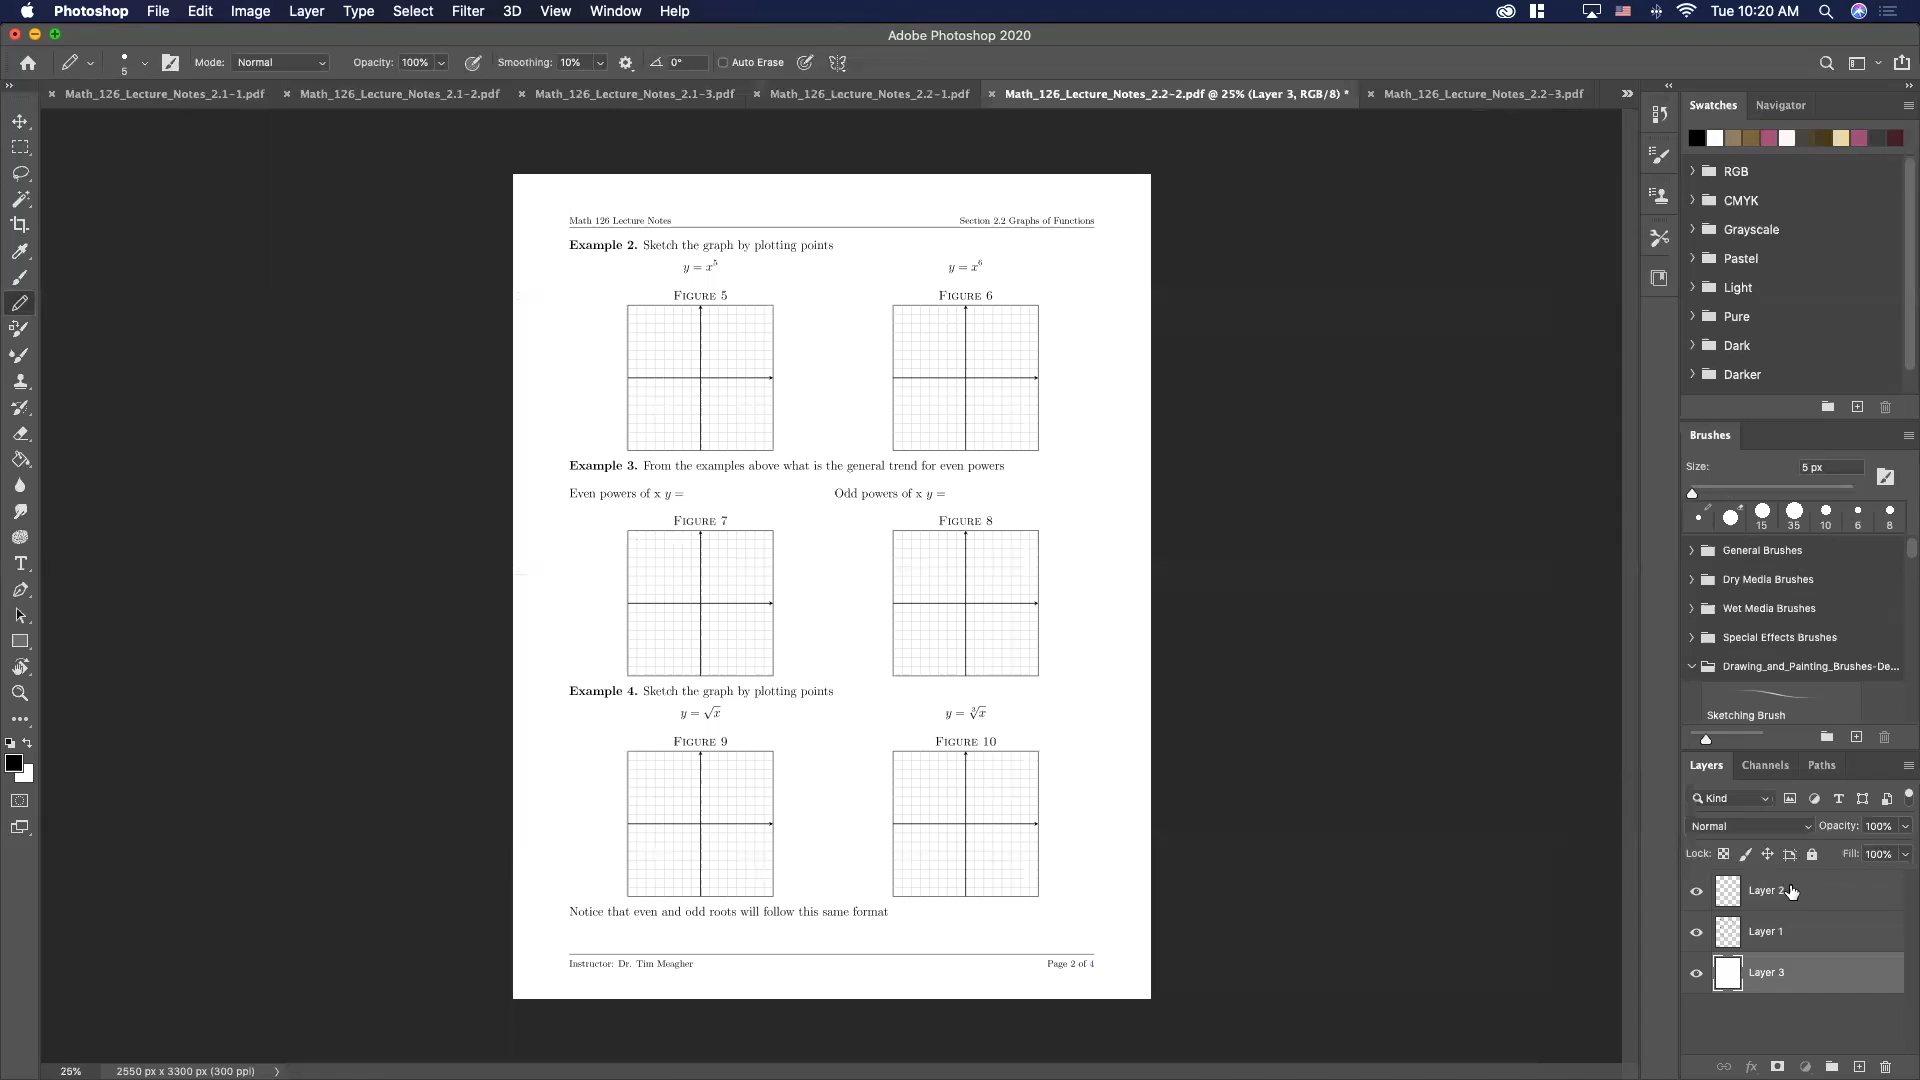 Photoshop File Edit Image Layer Type Select Filter 3D View Window Help Tue 10:20 AM
Adobe Photoshop 2020
5 Mode: Normal Opacity: 100% Smoothing: 10% 0° Auto Erase
Math_126_Lecture_Notes_2.1-1.pdf Math_126_Lecture_Notes_2.1-2.pdf Math_126_Lecture_Notes_2.1-3.pdf Math_126_Lecture_Notes_2.2-1.pdf Math_126_Lecture_Notes_2.2-2.pdf @ 25% (Layer 3, RGB/8) * Math_126_Lecture_Notes_2.2-3.pdf
Math 126 Lecture Notes Section 2.2 Graphs of Functions
Example 2. Sketch the graph by plotting points
y = x⁵ y = x⁶
Figure 5 Figure 6
Example 3. From the examples above what is the general trend for even powers
Even powers of x y = Odd powers of x y =
Figure 7 Figure 8
Example 4. Sketch the graph by plotting points
y = √x y = ∛x
Figure 9 Figure 10
Notice that even and odd roots will follow this same format
Instructor: Dr. Tim Meagher Page 2 of 4
25% 2550 px x 3300 px (300 ppi)
Swatches Navigator
RGB
CMYK
Grayscale
Pastel
Light
Pure
Dark
Darker
Brushes
Size: 5 px
15 35 10 6 8
General Brushes
Dry Media Brushes
Wet Media Brushes
Special Effects Brushes
Drawing_and_Painting_Brushes-De...
Sketching Brush
Layers Channels Paths
Kind
Normal Opacity: 100%
Lock: Fill: 100%
Layer 2
Layer 1
Layer 3
fx